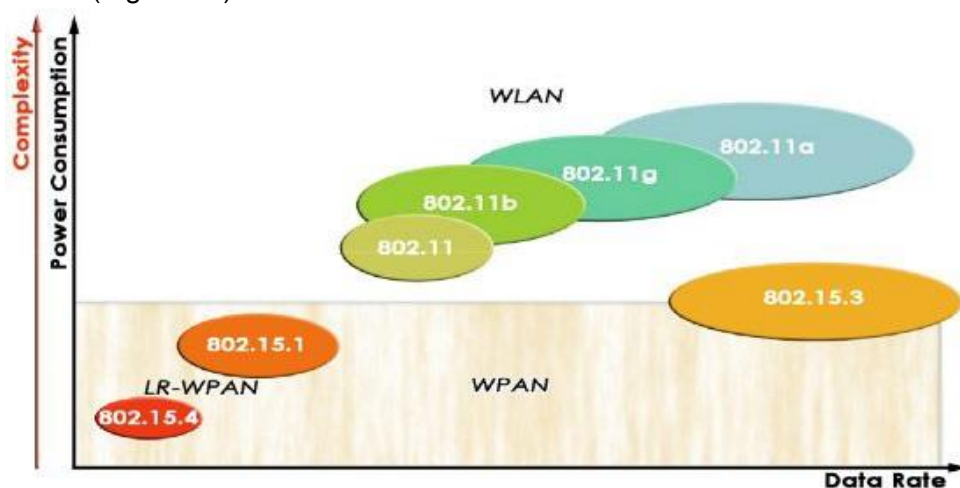 Complexity
Power Consumption
WLAN
802.11a
802.11g
802.11b
802.11
802.15.3
802.15.1
LR-WPAN
WPAN
802.15.4
Data Rate